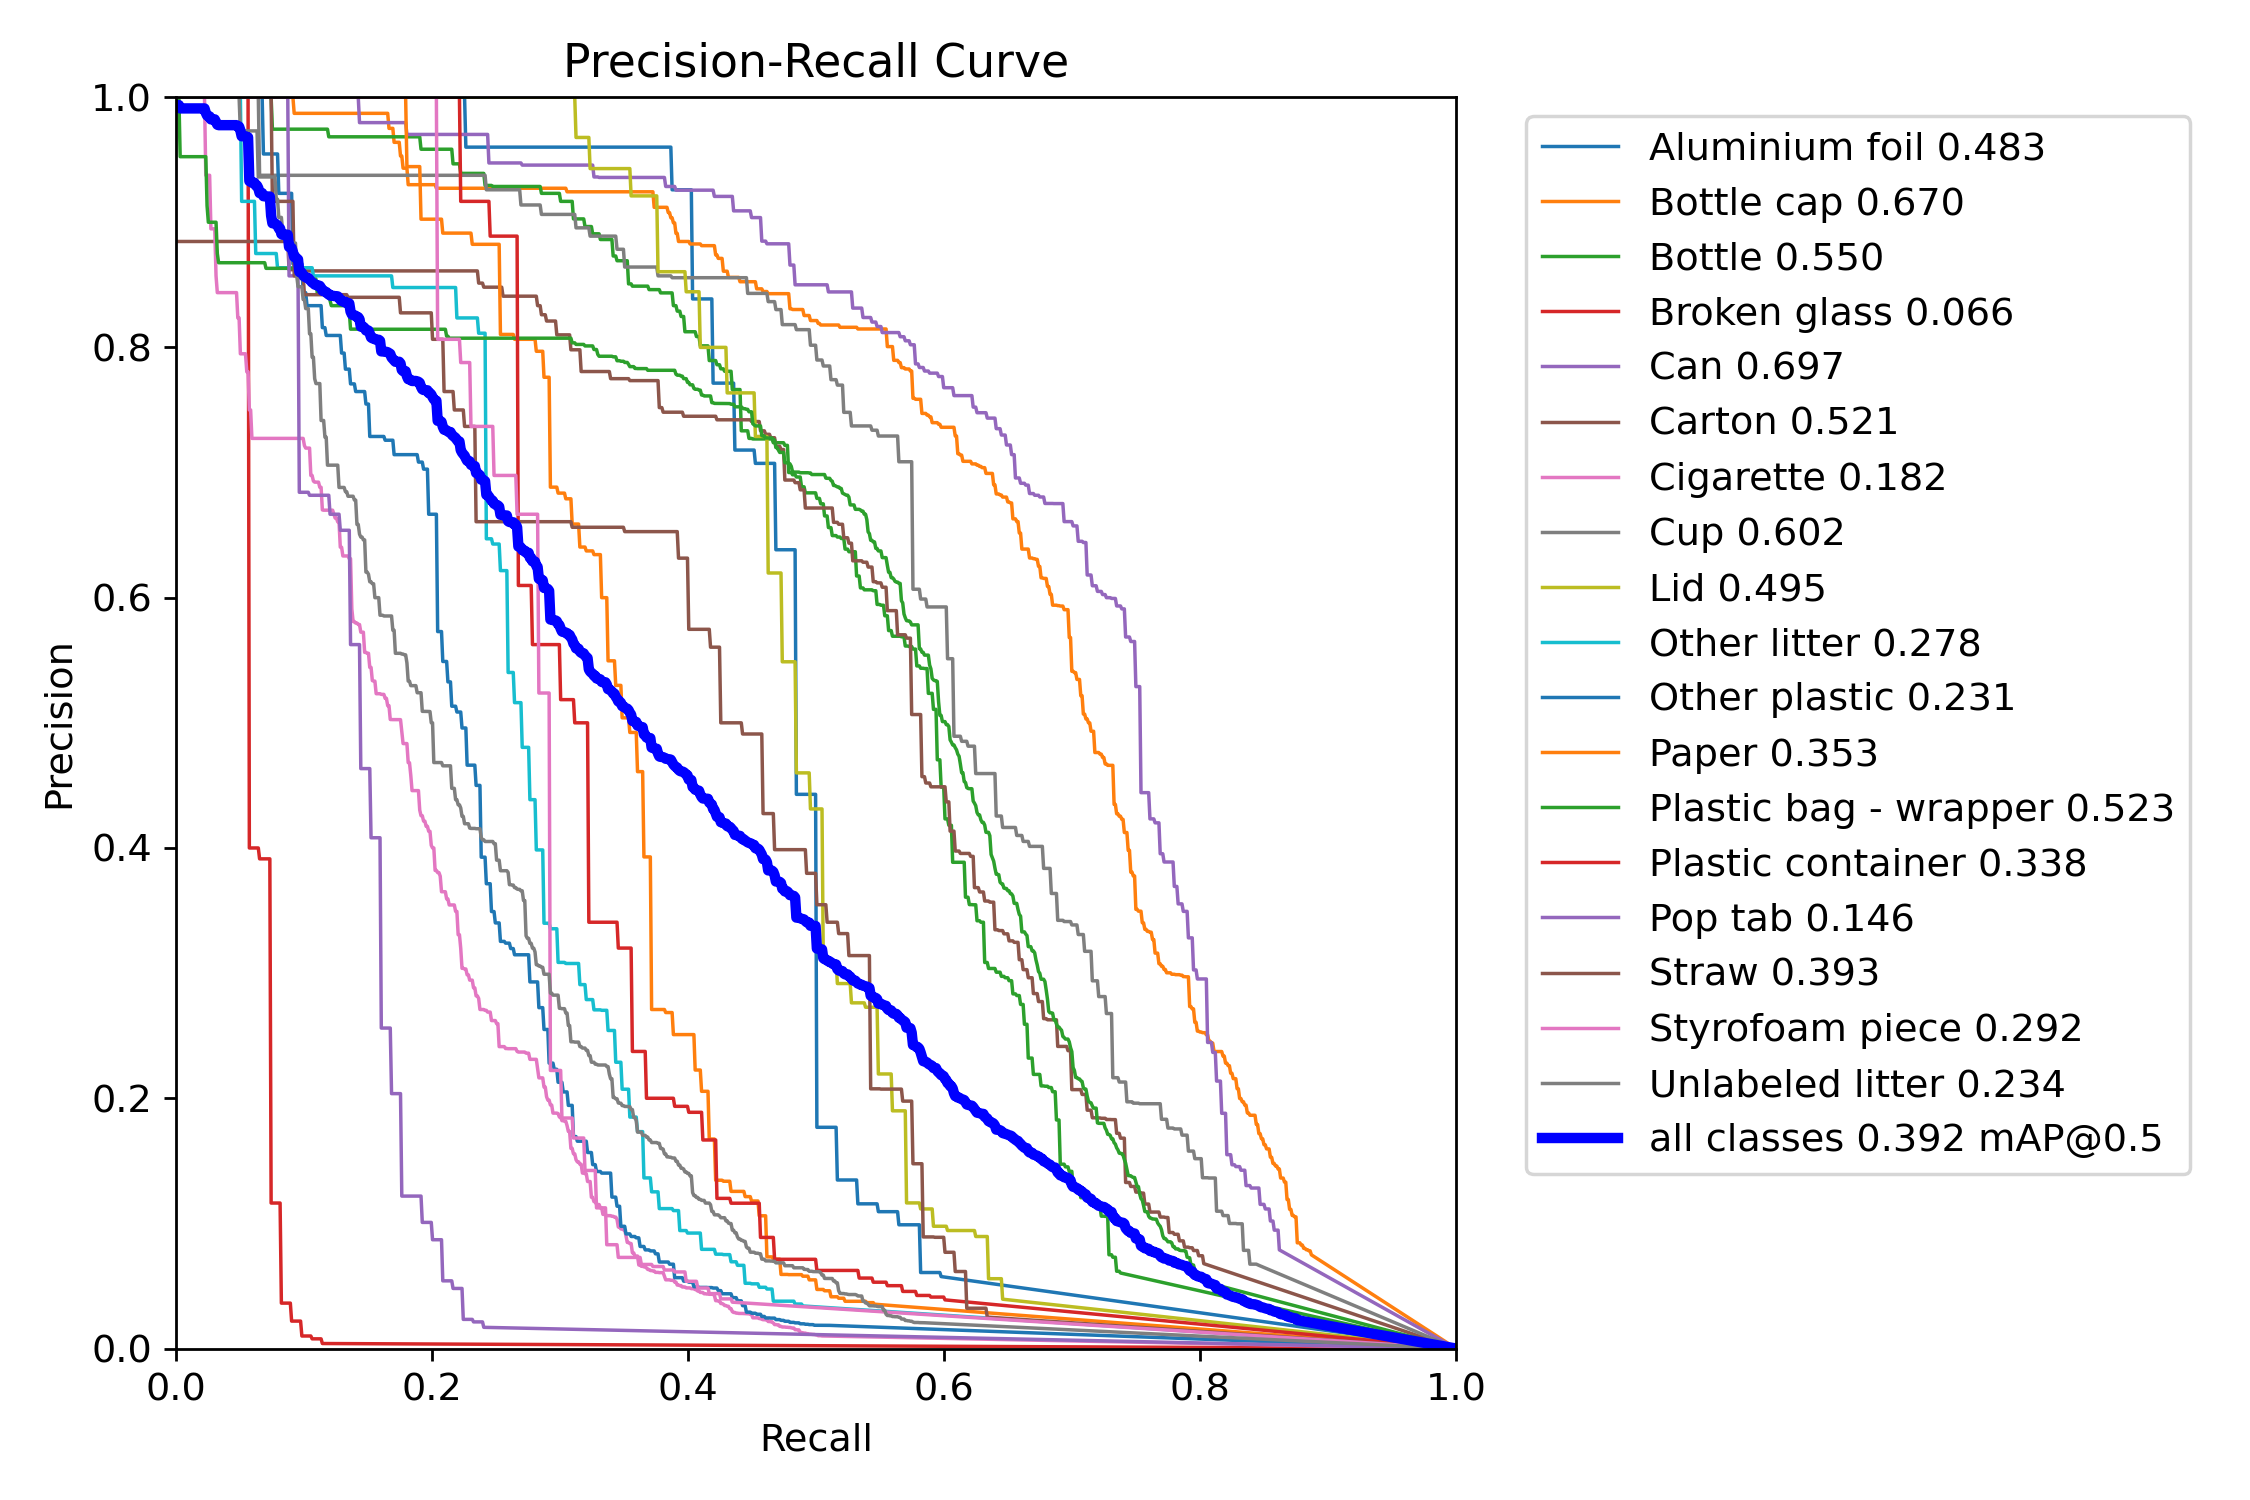 Precision-Recall Curve
1.0
0.8
0.6
0.4
0.2
0.0
Precision
0.0 0.2 0.4 0.6 0.8 1.0
Recall
Aluminium foil 0.483
Bottle cap 0.670
Bottle 0.550
Broken glass 0.066
Can 0.697
Carton 0.521
Cigarette 0.182
Cup 0.602
Lid 0.495
Other litter 0.278
Other plastic 0.231
Paper 0.353
Plastic bag - wrapper 0.523
Plastic container 0.338
Pop tab 0.146
Straw 0.393
Styrofoam piece 0.292
Unlabeled litter 0.234
all classes 0.392 mAP@0.5